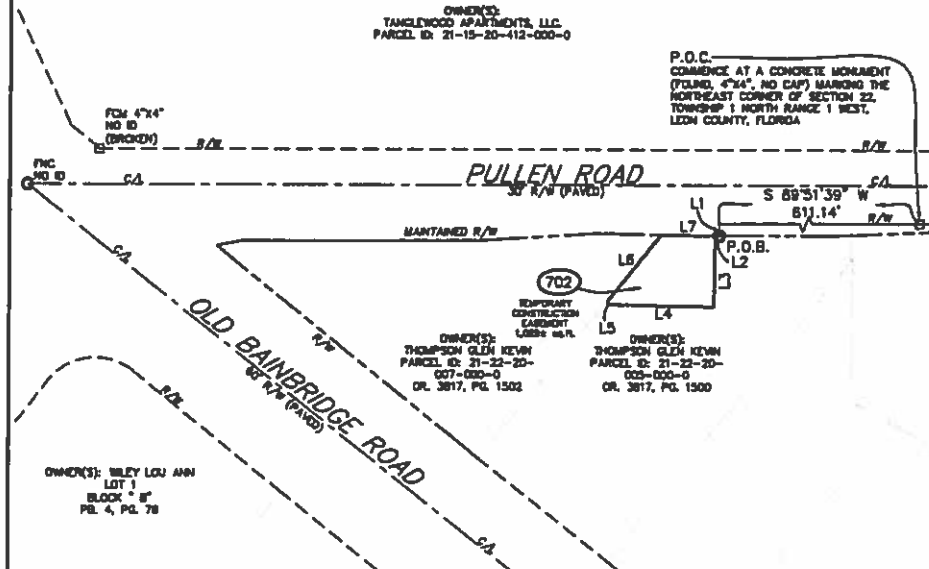 OWNER(S):
TANGLEWOOD APARTMENTS, LLC.
PARCEL ID: 21-15-20-412-000-0
P.O.C.
COMMENCE AT A CONCRETE MONUMENT
(FOUND, 4"X4", NO CAP) MARKING THE
NORTHEAST CORNER OF SECTION 22,
TOWNSHIP 1 NORTH RANGE 1 WEST,
LEON COUNTY, FLORIDA
FCM 4"X4"
NO ID
(BROKEN)
R/W
R/W
FNC
NO ID
C/L
PULLEN ROAD
30' R/W (PAVED)
C/L
S 89°51'39" W
611.14'
R/W
L1
MAINTAINED R/W
L7
P.O.B.
L2
C/L
L6
L3
702
TEMPORARY
CONSTRUCTION
EASEMENT
L4
L5
OLD BAINBRIDGE ROAD
60' R/W (PAVED)
R/W
OWNER(S):
THOMPSON GLEN KEVIN
PARCEL ID: 21-22-20-
007-000-0
OR. 3817, PG. 1502
OWNER(S):
THOMPSON GLEN KEVIN
PARCEL ID: 21-22-20-
OR. 3817, PG. 1500
R/W
OWNER(S): WILEY LOU ANN
LOT 1
BLOCK "B"
PB. 4, PG. 78
C/L